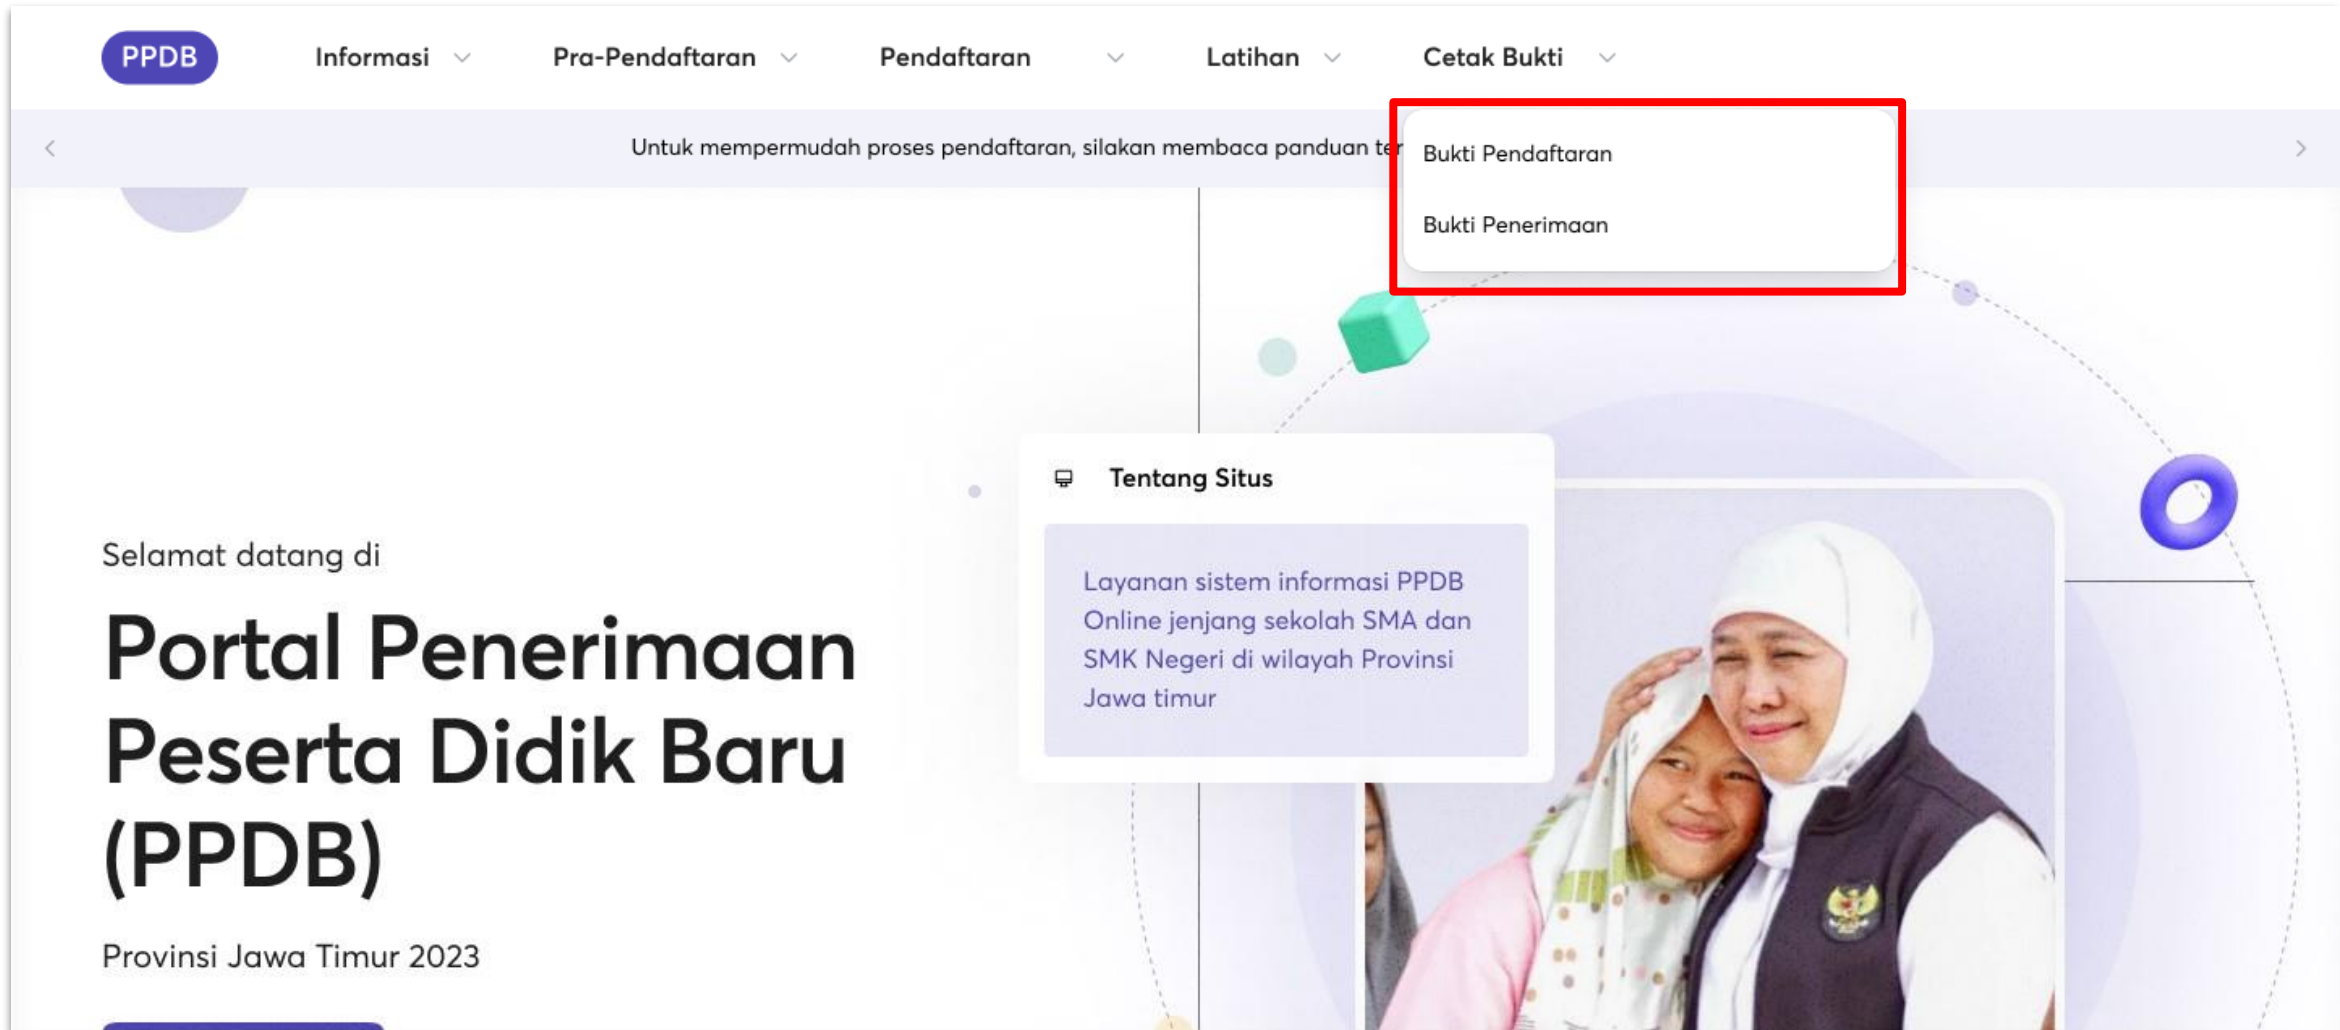 PPDB
Informasi
Pra-Pendaftaran
Pendaftaran
Latihan
Cetak Bukti
Untuk mempermudah proses pendaftaran, silakan membaca panduan
Bukti Pendaftaran
Bukti Penerimaan
Tentang Situs
Layanan sistem informasi PPDB
Online jenjang sekolah SMA dan
SMK Negeri di wilayah Provinsi
Jawa timur
Selamat datang di
Portal Penerimaan
Peserta Didik Baru
(PPDB)
Provinsi Jawa Timur 2023